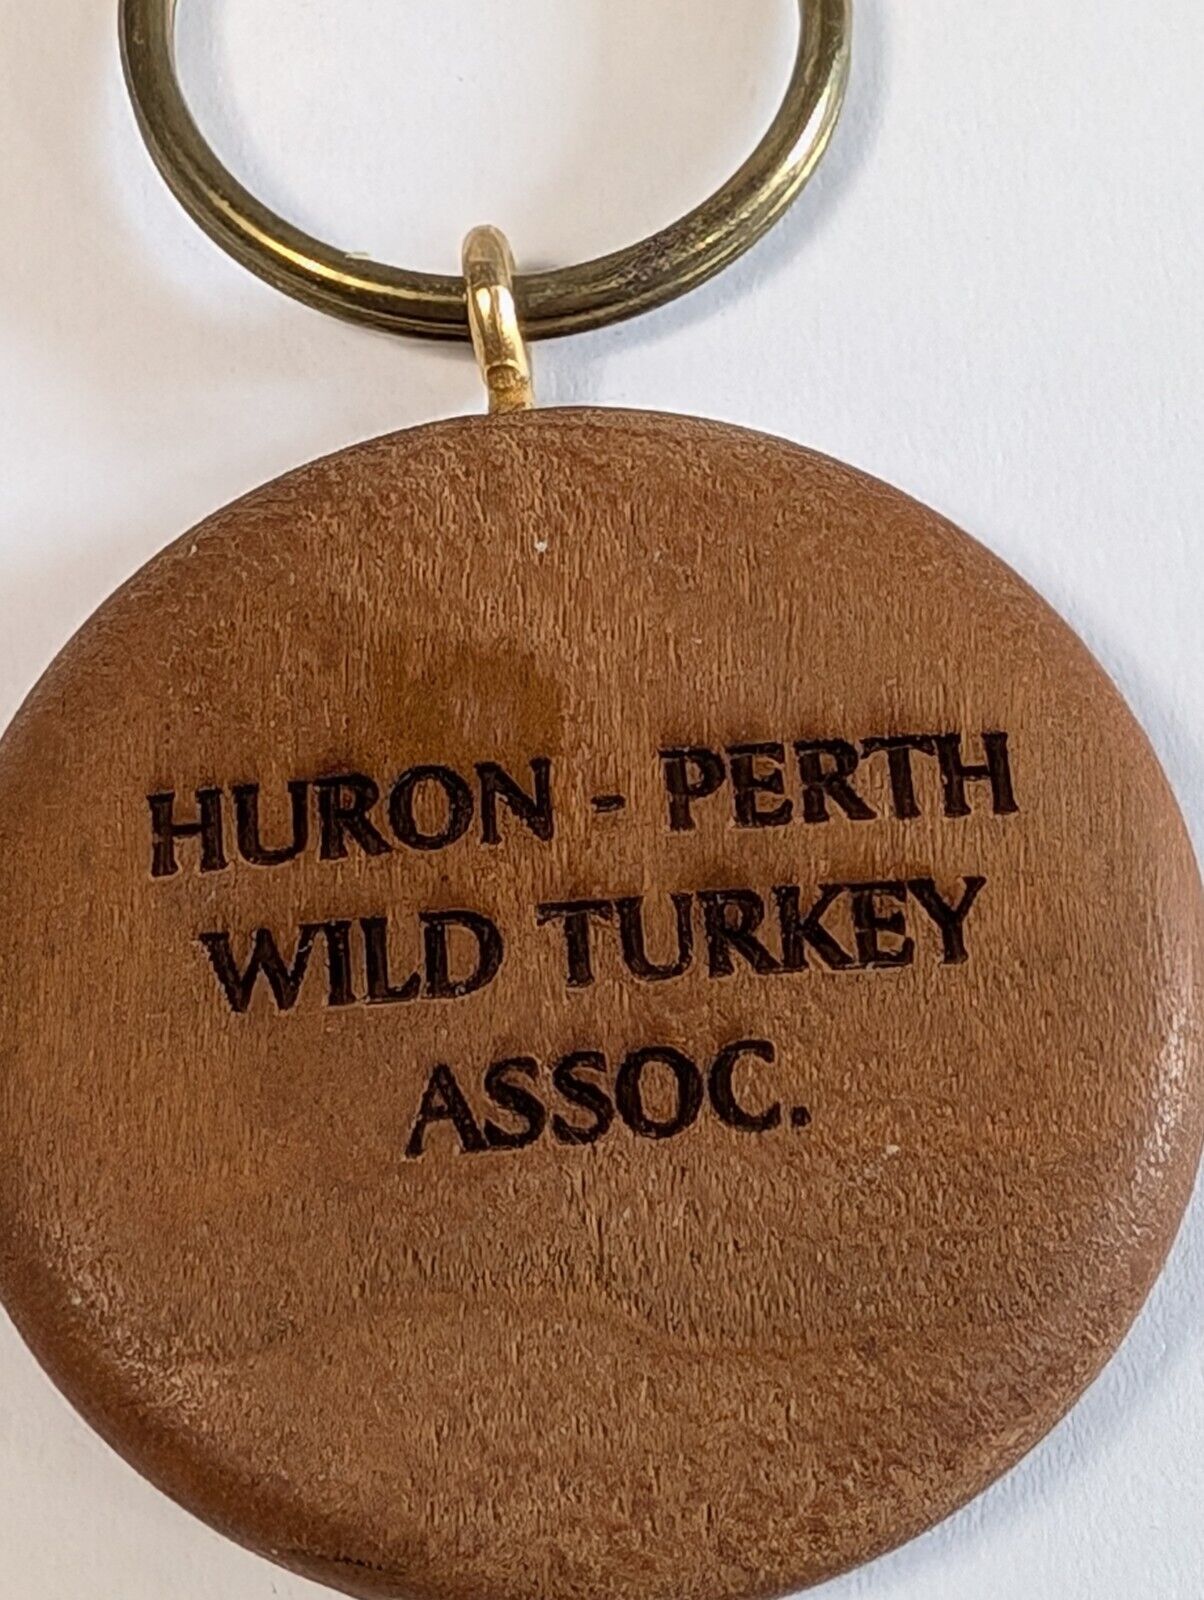 HURON - PERTH
WILD TURKEY
ASSOC.